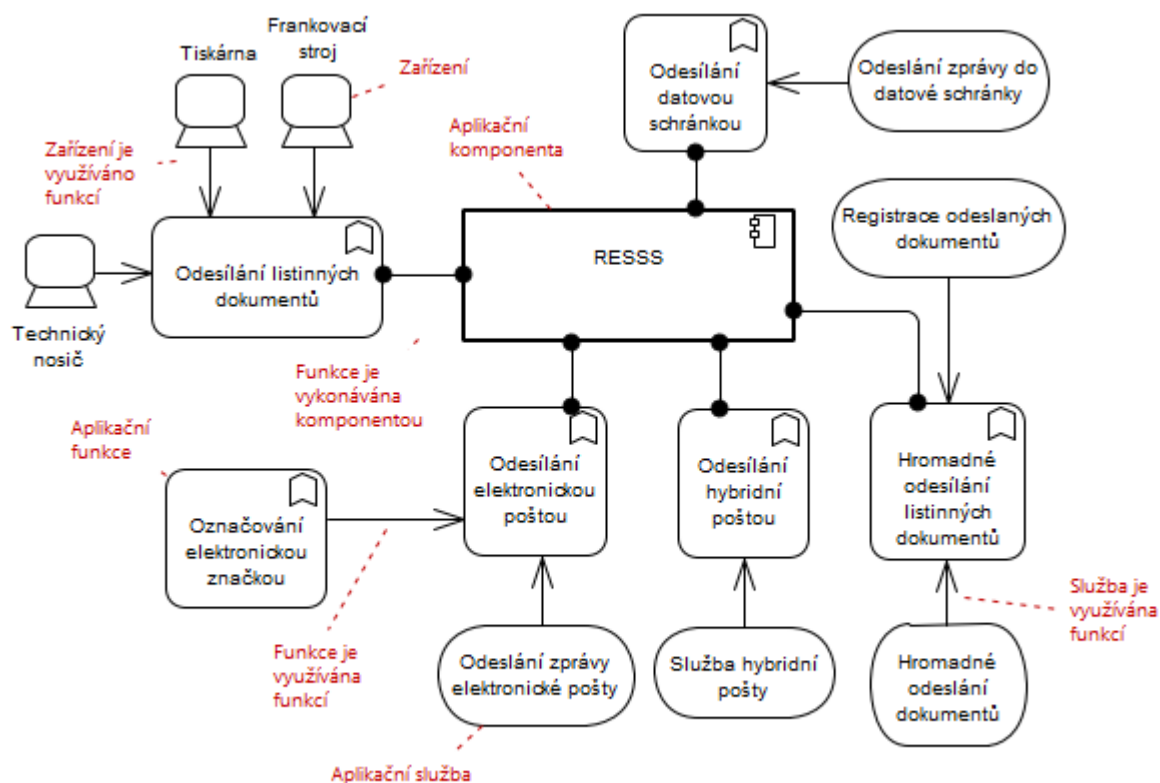 Tiskárna
Frankovací
stroj
Zařízení
Zařízení je
využíváno
funkcí
Aplikační
komponenta
Odesílání
datovou
schránkou
Odeslání zprávy do
datové schránky
Technický
nosič
Odesílání listinných
dokumentů
RESSS
Registrace odeslaných
dokumentů
Funkce je
vykonávána
komponentou
Aplikační
funkce
Označování
elektronickou
značkou
Odesílání
elektronickou
poštou
Odesílání
hybridní
poštou
Hromadné
odesílání
listinných
dokumentů
Funkce je
využívána
funkcí
Odeslání zprávy
elektronické pošty
Služba hybridní
pošty
Hromadné
odeslání
dokumentů
Služba je
využívána
funkcí
Aplikační služba